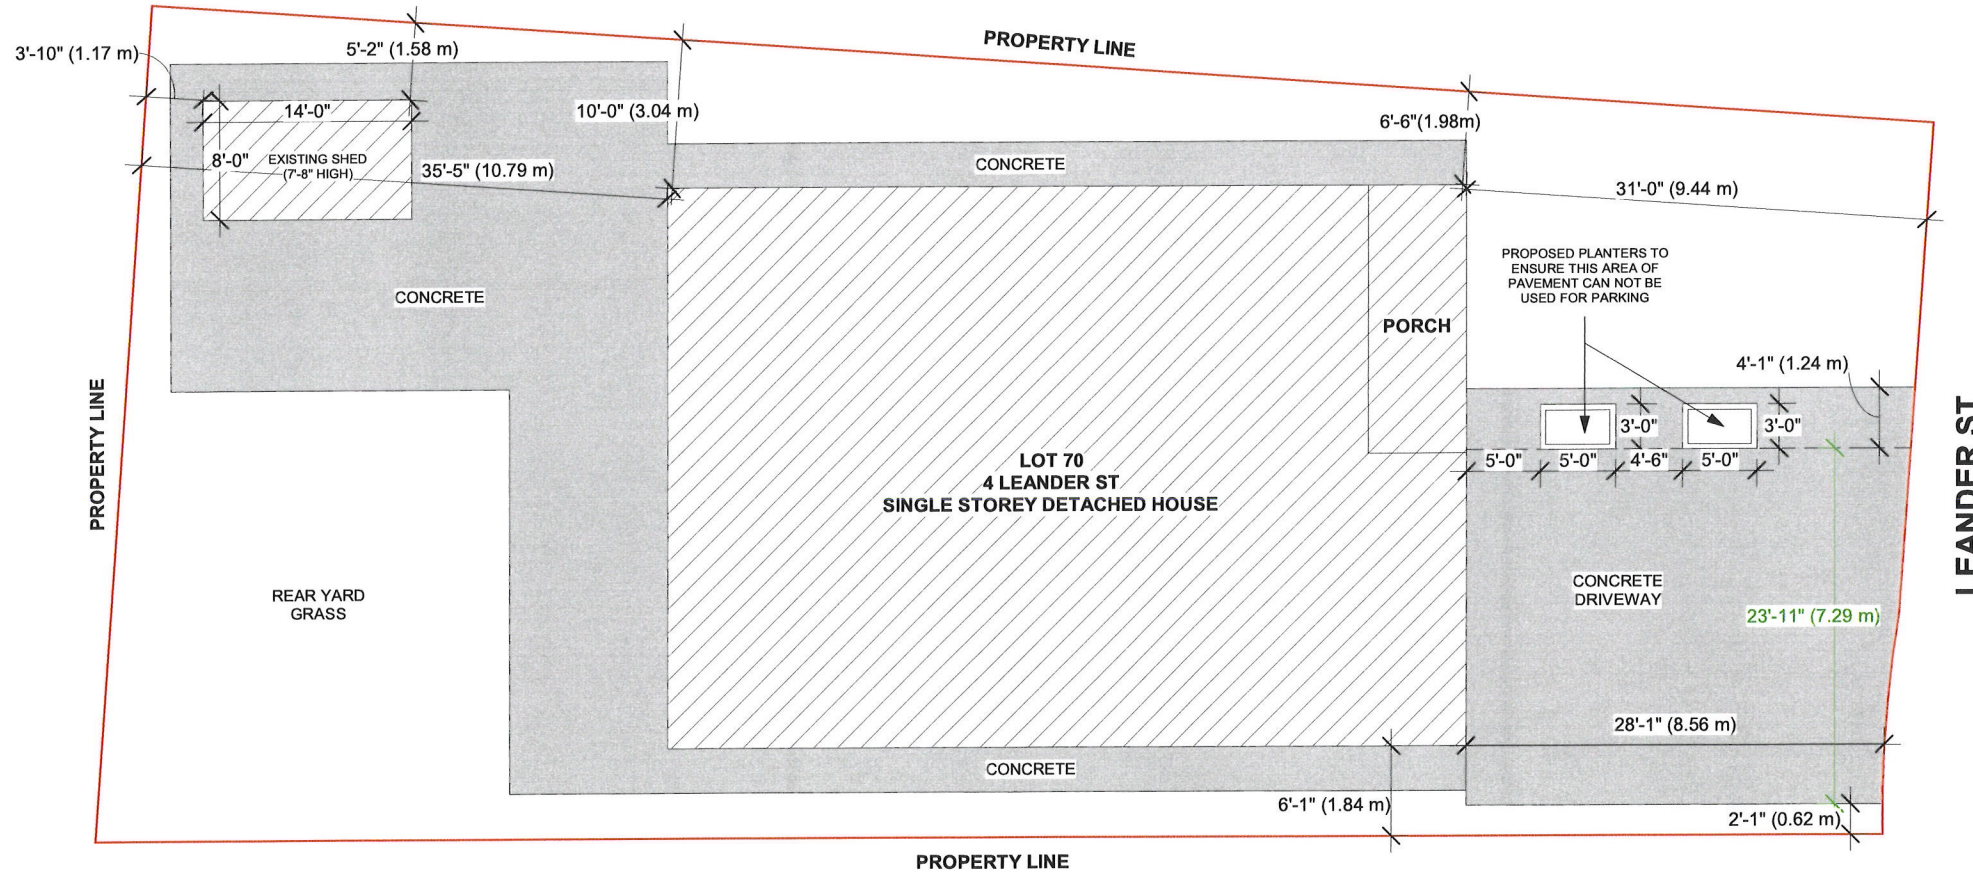 PROPERTY LINE
3'-10" (1.17 m)
5'-2" (1.58 m)
14'-0"
10'-0" (3.04 m)
6'-6"(1.98m)
8'-0"
EXISTING SHED
(7'-8" HIGH)
35'-5" (10.79 m)
CONCRETE
31'-0" (9.44 m)
PROPOSED PLANTERS TO
ENSURE THIS AREA OF
PAVEMENT CAN NOT BE
USED FOR PARKING
CONCRETE
PORCH
4'-1" (1.24 m)
PROPERTY LINE
3'-0"
3'-0"
5'-0"
5'-0"
4'-6"
5'-0"
LOT 70
4 LEANDER ST
SINGLE STOREY DETACHED HOUSE
LEANDER ST
REAR YARD
GRASS
CONCRETE
DRIVEWAY
23'-11" (7.29 m)
28'-1" (8.56 m)
CONCRETE
6'-1" (1.84 m)
2'-1" (0.62 m)
PROPERTY LINE